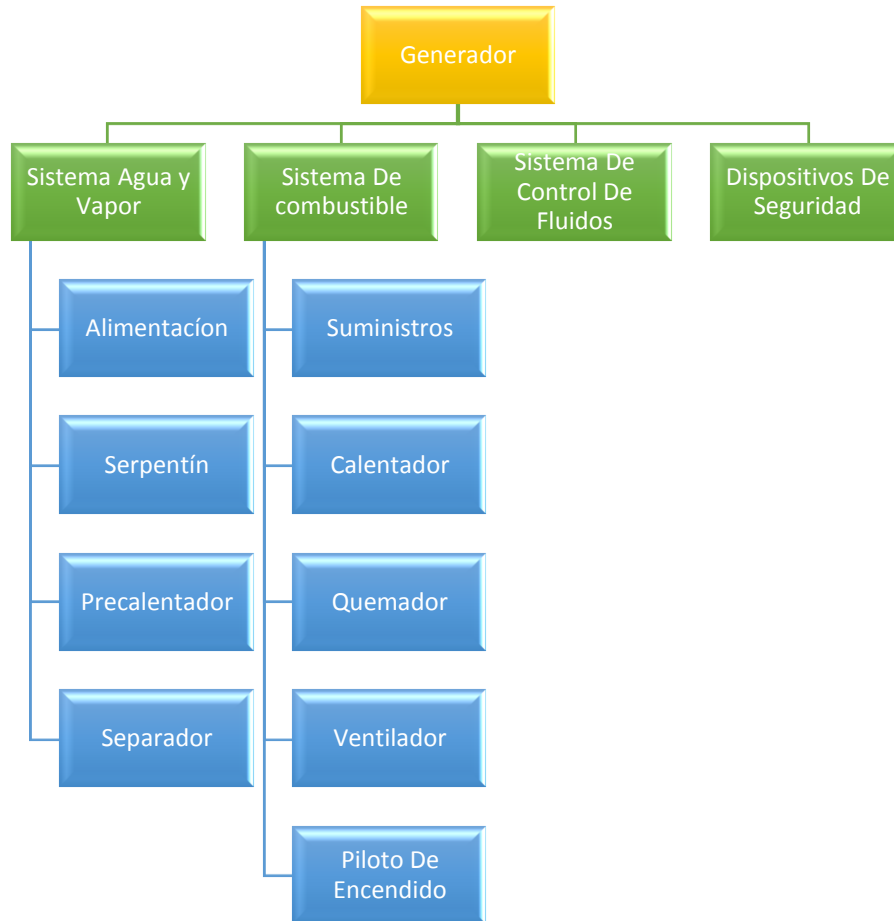 Generador
Sistema Agua y
Vapor
Sistema De
combustible
Sistema De
Control De
Fluidos
Dispositivos De
Seguridad
Alimentacíon
Serpentín
Precalentador
Separador
Suministros
Calentador
Quemador
Ventilador
Piloto De
Encendido